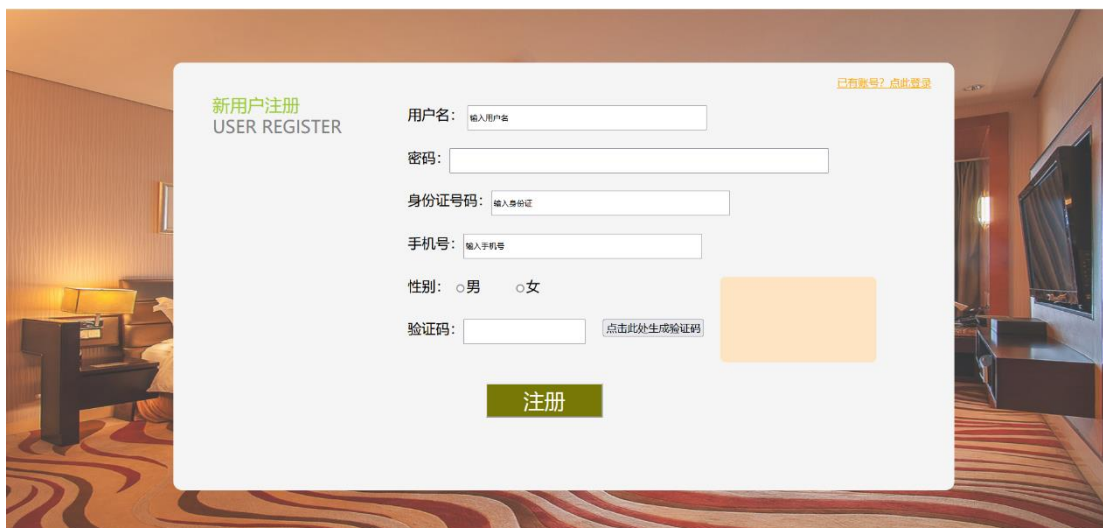 已有账号？点此登录
新用户注册
USER REGISTER
用户名：输入用户名
密码：
身份证号码：输入身份证
手机号：输入手机号
性别：男 女
验证码： 点击此处生成验证码
注册